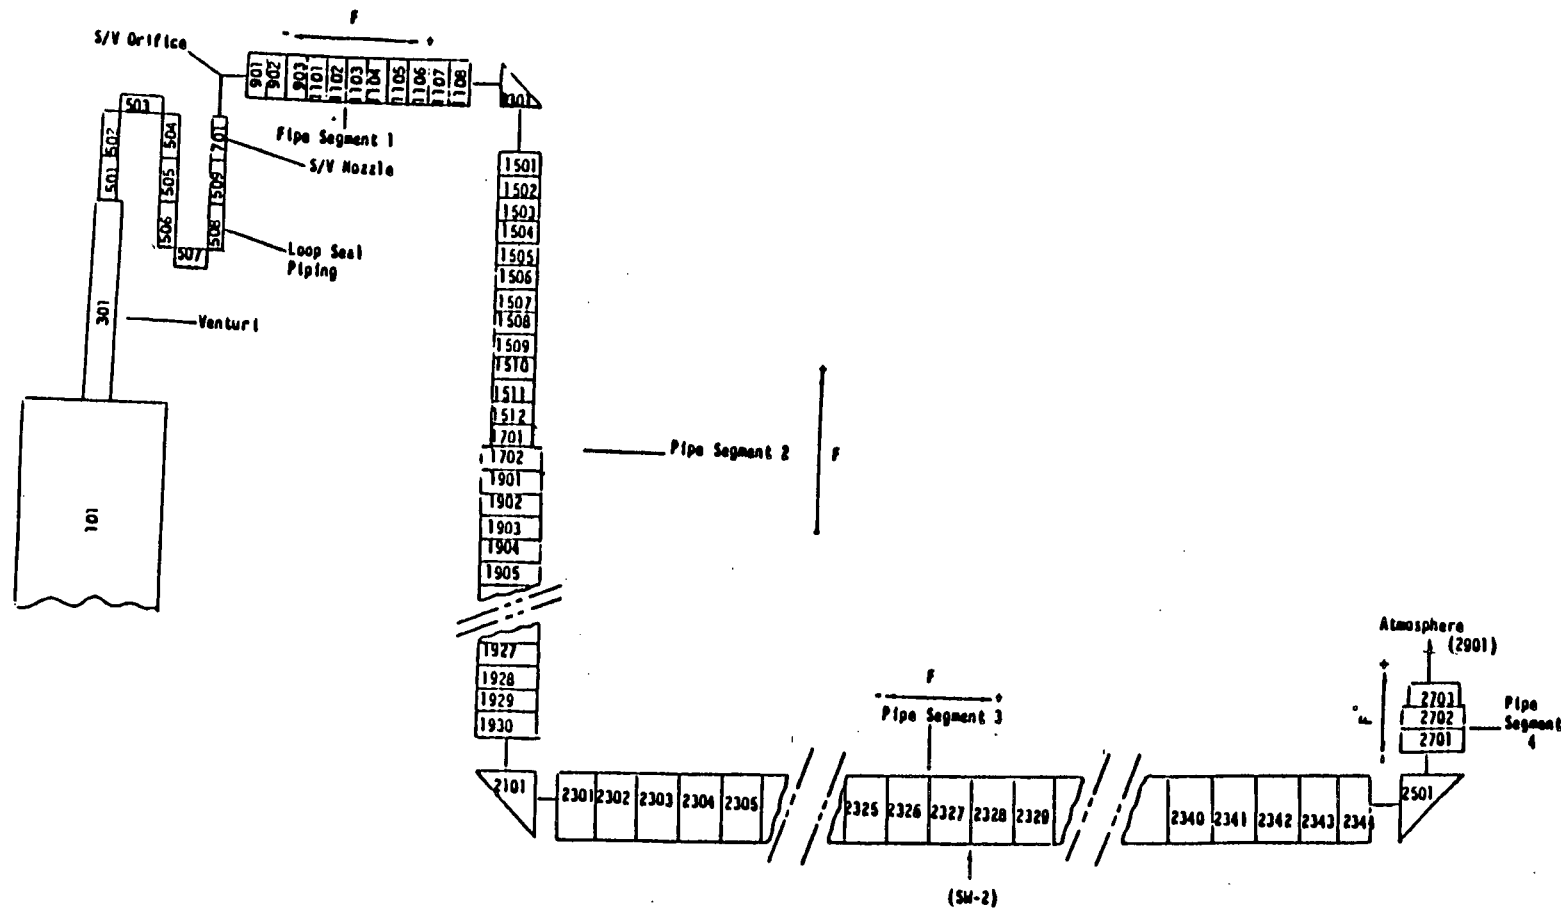 F
- +
S/V Orifice
901 902 903 1101 1102 1103 1104 1105 1106 1107 1108
503
502
501
504
505
506
507
508
509
701
Pipe Segment 1
S/V Nozzle
Loop Seal
Piping
301
Venturi
101
1501
1502
1503
1504
1505
1506
1507
1508
1509
1510
1511
1512
1701
1702
1901
1902
1903
1904
1905
Pipe Segment 2
+
F
1927
1928
1929
1930
2101
2301 2302 2303 2304 2305
F
- +
Pipe Segment 3
2325 2326 2327 2328 2329
(SW-2)
2340 2341 2342 2343
2501
Atmosphere
(2901)
+
F
-
2703
2702
2701
Pipe
Segment
4